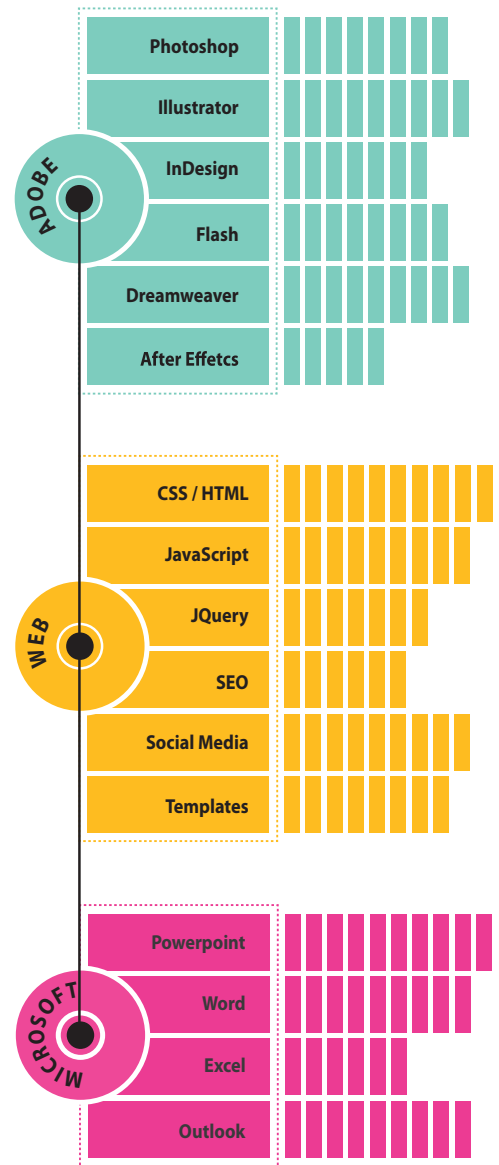 ADOBE
Photoshop
Illustrator
InDesign
Flash
Dreamweaver
After Effetcs
WEB
CSS / HTML
JavaScript
JQuery
SEO
Social Media
Templates
MICROSOFT
Powerpoint
Word
Excel
Outlook